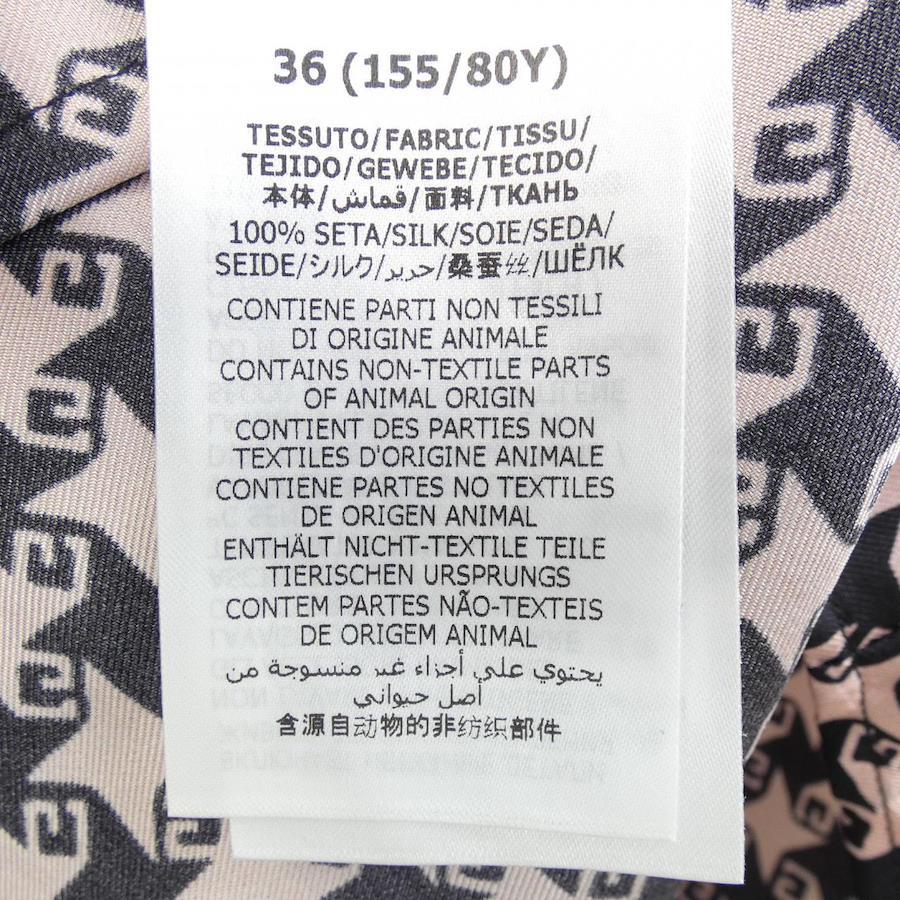 36 (155/80Y)
TESSUTO/FABRIC/TISSU/
TEJIDO/GEWEBE/TECIDO/
本体/قماش/面料/ТКАНЬ
100% SETA/SILK/SOIE/SEDA/
SEIDE/シルク/حرير/桑蚕丝/ШЁЛК
CONTIENE PARTI NON TESSILI
DI ORIGINE ANIMALE
CONTAINS NON-TEXTILE PARTS
OF ANIMAL ORIGIN
CONTIENT DES PARTIES NON
TEXTILES D'ORIGINE ANIMALE
CONTIENE PARTES NO TEXTILES
DE ORIGEN ANIMAL
ENTHÄLT NICHT-TEXTILE TEILE
TIERISCHEN URSPRUNGS
CONTEM PARTES NÃO-TEXTEIS
DE ORIGEM ANIMAL
يحتوي على أجزاء غير منسوجة من
أصل حيواني
含源自动物的非纺织部件